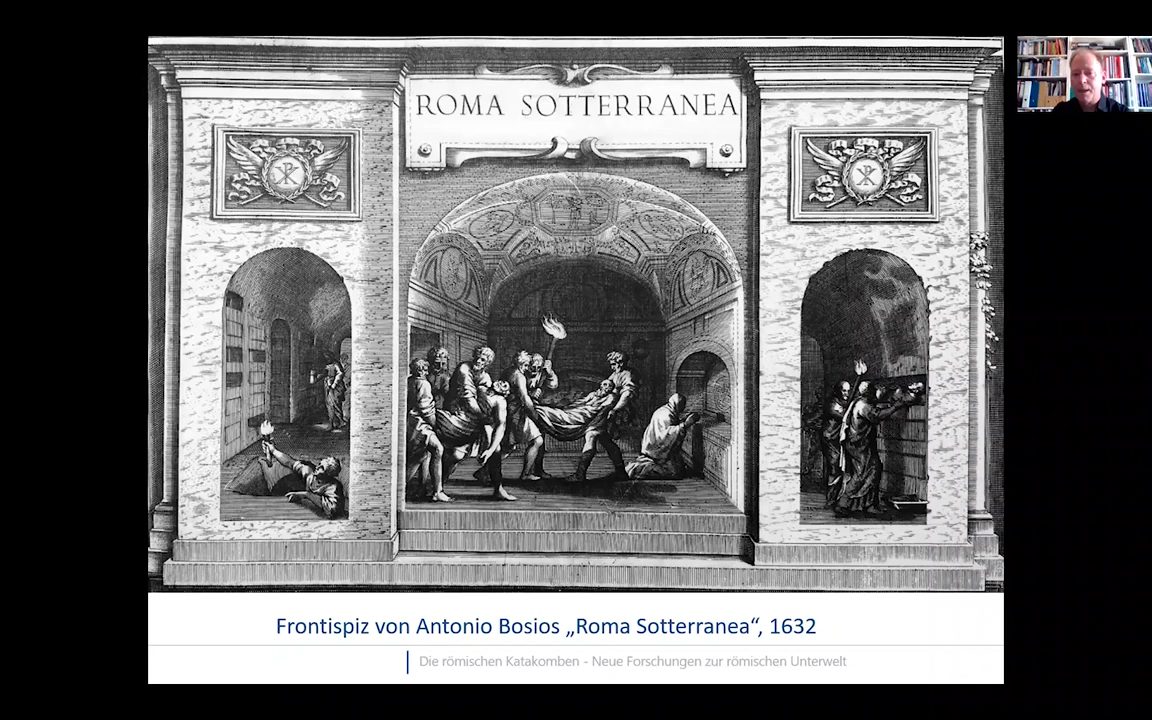 ROMA SOTTERRANEA
Frontispiz von Antonio Bosios „Roma Sotterranea“, 1632
Die römischen Katakomben - Neue Forschungen zur römischen Unterwelt